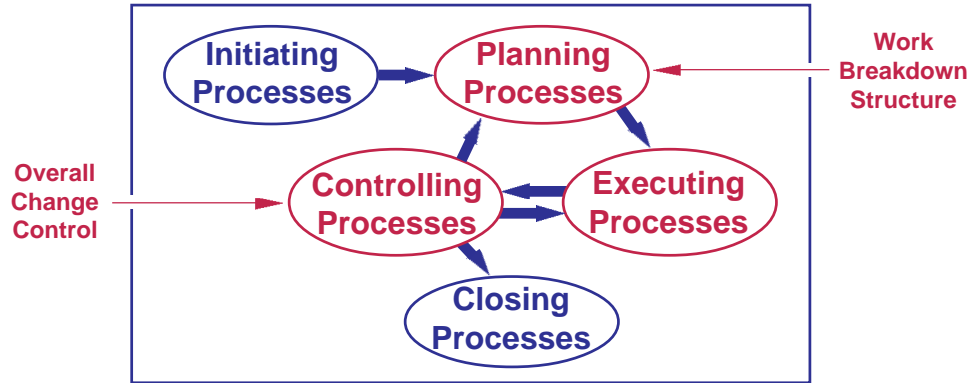 Initiating
Processes
Planning
Processes
Work
Breakdown
Structure
Overall
Change
Control
Controlling
Processes
Executing
Processes
Closing
Processes